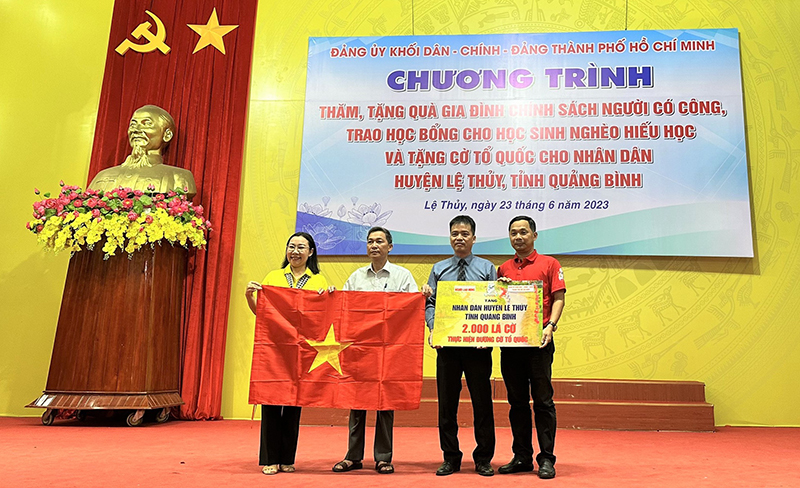 ĐẢNG ỦY KHỐI DÂN - CHÍNH - ĐẢNG THÀNH PHỐ HỒ CHÍ MINH
CHƯƠNG TRÌNH
THĂM, TẶNG QUÀ GIA ĐÌNH CHÍNH SÁCH NGƯỜI CÓ CÔNG,
TRAO HỌC BỔNG CHO HỌC SINH NGHÈO HIẾU HỌC
VÀ TẶNG CỜ TỔ QUỐC CHO NHÂN DÂN
HUYỆN LỆ THỦY, TỈNH QUẢNG BÌNH
Lệ Thủy, ngày 23 tháng 6 năm 2023
TẶNG
NHÂN DÂN HUYỆN LỆ THỦY
TỈNH QUẢNG BÌNH
2.000 LÁ CỜ
THỰC HIỆN ĐƯỜNG CỜ TỔ QUỐC